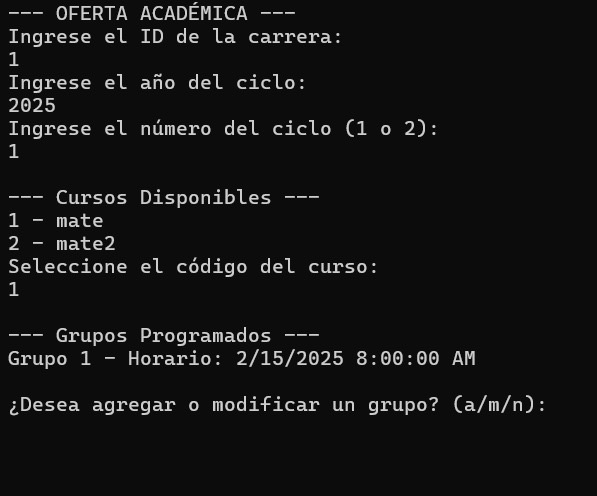 --- OFERTA ACADÉMICA ---
Ingrese el ID de la carrera:
1
Ingrese el año del ciclo:
2025
Ingrese el número del ciclo (1 o 2):
1
--- Cursos Disponibles ---
1 - mate
2 - mate2
Seleccione el código del curso:
1
--- Grupos Programados ---
Grupo 1 - Horario: 2/15/2025 8:00:00 AM
¿Desea agregar o modificar un grupo? (a/m/n):